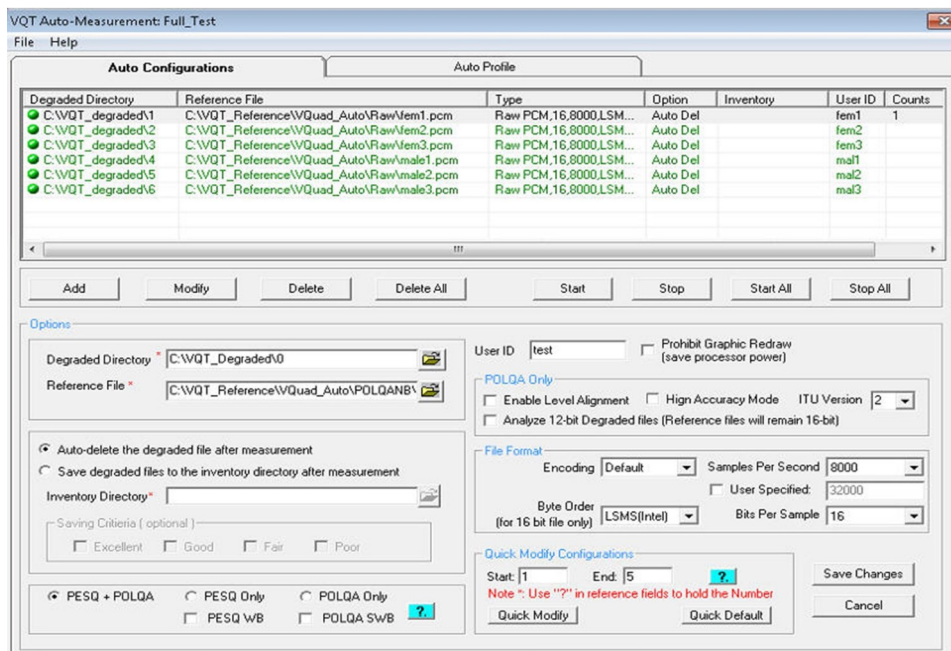 VQT Auto-Measurement: Full_Test
File Help
Auto Configurations Auto Profile
Degraded Directory Reference File Type Option Inventory User ID Counts
C:\VQT_degraded\1 C:\VQT_Reference\VQuad_Auto\Raw\fem1.pcm Raw PCM,16,8000,LSM... Auto Del fem1 1
C:\VQT_degraded\2 C:\VQT_Reference\VQuad_Auto\Raw\fem2.pcm Raw PCM,16,8000,LSM... Auto Del fem2
C:\VQT_degraded\3 C:\VQT_Reference\VQuad_Auto\Raw\fem3.pcm Raw PCM,16,8000,LSM... Auto Del fem3
C:\VQT_degraded\4 C:\VQT_Reference\VQuad_Auto\Raw\male1.pcm Raw PCM,16,8000,LSM... Auto Del mal1
C:\VQT_degraded\5 C:\VQT_Reference\VQuad_Auto\Raw\male2.pcm Raw PCM,16,8000,LSM... Auto Del mal2
C:\VQT_degraded\6 C:\VQT_Reference\VQuad_Auto\Raw\male3.pcm Raw PCM,16,8000,LSM... Auto Del mal3
Add Modify Delete Delete All Start Stop Start All Stop All
Options
Degraded Directory * C:\VQT_Degraded\0
Reference File * C:\VQT_Reference\VQuad_Auto\POLQANB\
User ID test Prohibit Graphic Redraw
(save processor power)
POLQA Only
Enable Level Alignment Hign Accuracy Mode ITU Version 2
Analyze 12-bit Degraded files (Reference files will remain 16-bit)
Auto-delete the degraded file after measurement
Save degraded files to the inventory directory after measurement
Inventory Directory*
Saving Critieria ( optional )
Excellent Good Fair Poor
File Format
Encoding Default Samples Per Second 8000
User Specified: 32000
Byte Order
(for 16 bit file only) LSMS(Intel) Bits Per Sample 16
PESQ + POLQA PESQ Only POLQA Only
PESQ WB POLQA SWB ?.
Quick Modify Configurations
Start: 1 End: 5 ?.
Note *: Use "?" in reference fields to hold the Number
Quick Modify Quick Default
Save Changes
Cancel